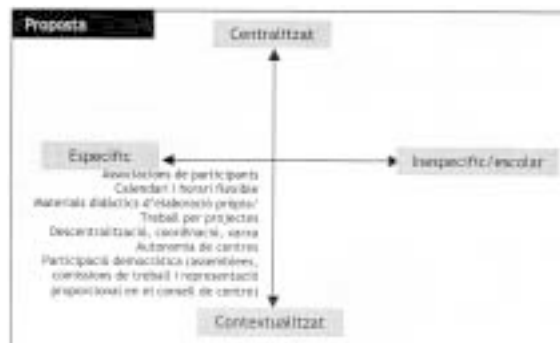 Proposta
Centralitzat
Específic
Inespecífic/escolar
Associacions de participants
Calendari i horari flexible
Materials didàctics d'elaboració pròpia/
Treball per projectes
Descentralització, coordinació, xarxa
Autonomia de centres
Participació democràtica (assemblees,
comissions de treball i representació
proporcional en el consell de centre)
Contextualitzat